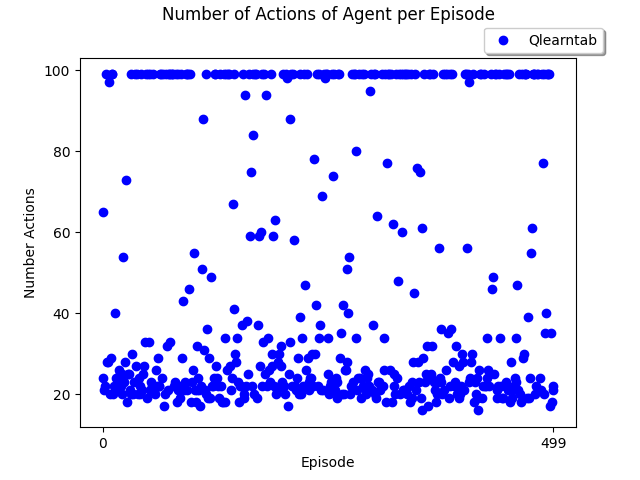 Number of Actions of Agent per Episode
Qlearntab
100
80
60
40
20
Number Actions
0
499
Episode